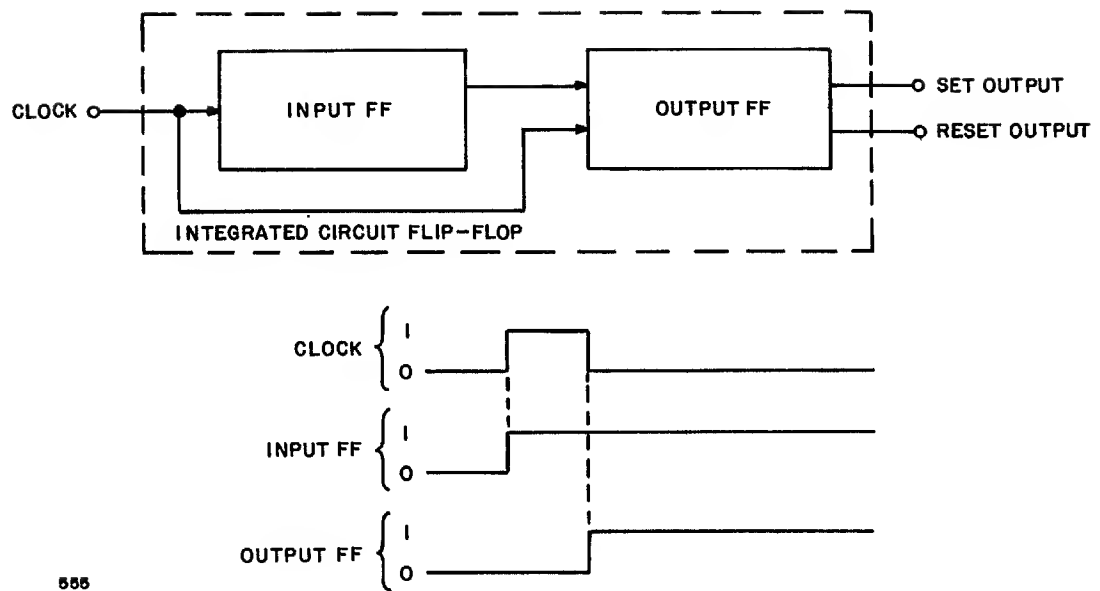 CLOCK
INPUT FF
OUTPUT FF
SET OUTPUT
RESET OUTPUT
INTEGRATED CIRCUIT FLIP-FLOP
CLOCK
1
0
INPUT FF
1
0
OUTPUT FF
1
0
555